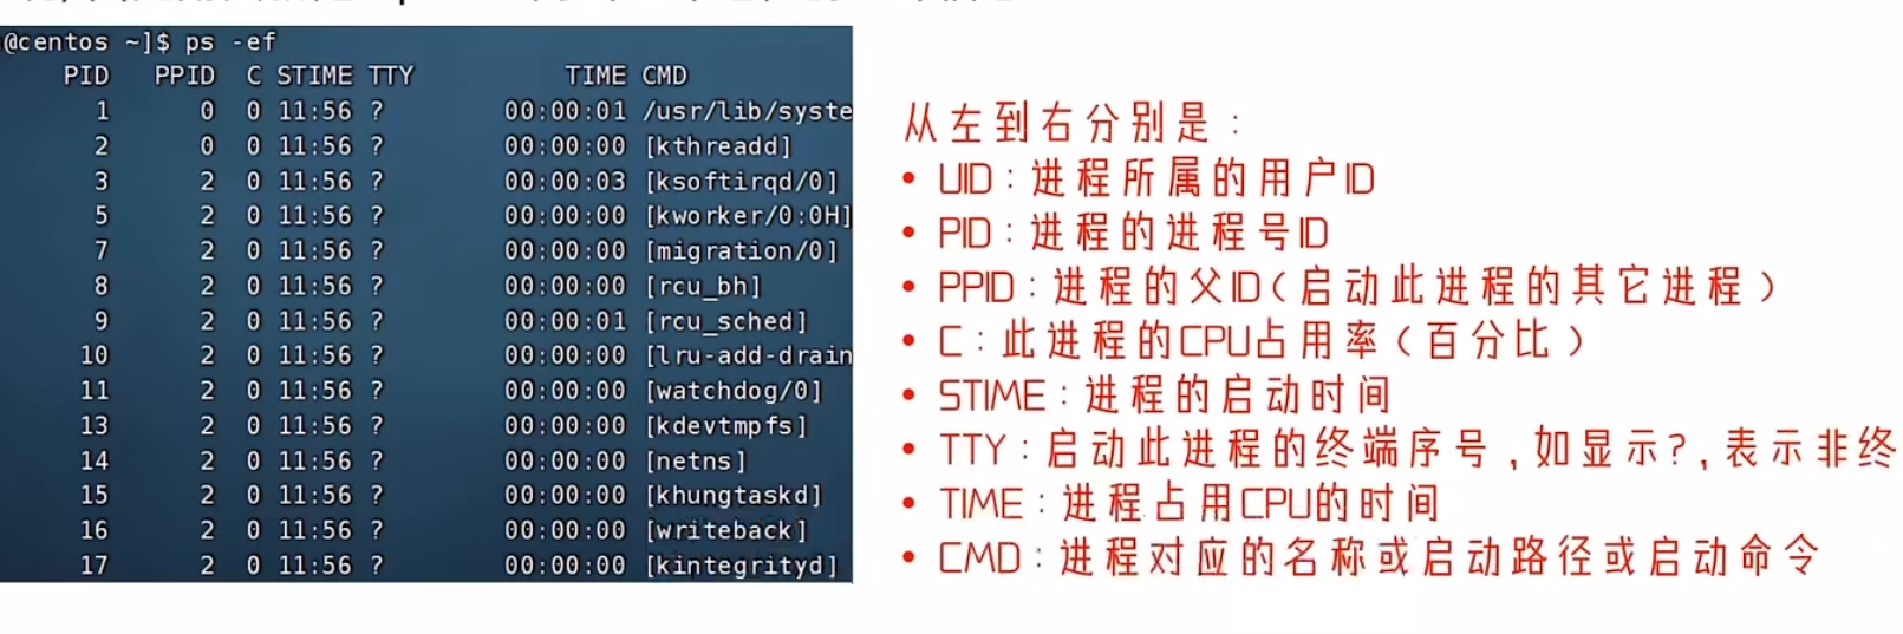 @centos ~]$ ps -ef
PID PPID C STIME TTY TIME CMD
1 0 0 11:56 ? 00:00:01 /usr/lib/syste
2 0 0 11:56 ? 00:00:00 [kthreadd]
3 2 0 11:56 ? 00:00:03 [ksoftirqd/0]
5 2 0 11:56 ? 00:00:00 [kworker/0:0H]
7 2 0 11:56 ? 00:00:00 [migration/0]
8 2 0 11:56 ? 00:00:00 [rcu_bh]
9 2 0 11:56 ? 00:00:01 [rcu_sched]
10 2 0 11:56 ? 00:00:00 [lru-add-drain
11 2 0 11:56 ? 00:00:00 [watchdog/0]
13 2 0 11:56 ? 00:00:00 [kdevtmpfs]
14 2 0 11:56 ? 00:00:00 [netns]
15 2 0 11:56 ? 00:00:00 [khungtaskd]
16 2 0 11:56 ? 00:00:00 [writeback]
17 2 0 11:56 ? 00:00:00 [kintegrityd]
从左到右分别是：
• UID：进程所属的用户ID
• PID：进程的进程号ID
• PPID：进程的父ID（启动此进程的其它进程）
• C：此进程的CPU占用率（百分比）
• STIME：进程的启动时间
• TTY：启动此进程的终端序号，如显示?，表示非终
• TIME：进程占用CPU的时间
• CMD：进程对应的名称或启动路径或启动命令